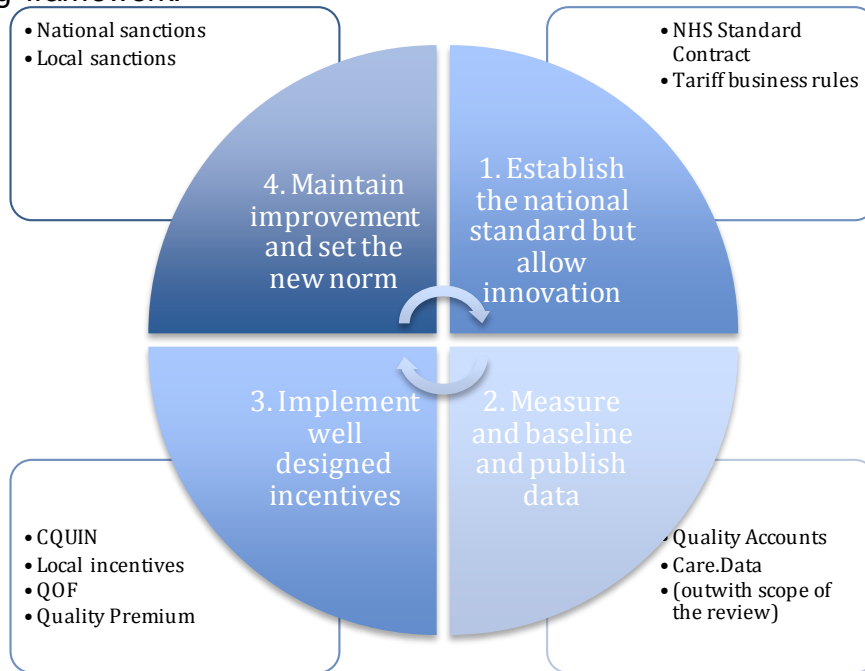 • National sanctions
• Local sanctions
• NHS Standard
Contract
• Tariff business rules
4. Maintain
improvement
and set the
new norm
1. Establish
the national
standard but
allow
innovation
3. Implement
well
designed
incentives
2. Measure
and baseline
and publish
data
• CQUIN
• Local incentives
• QOF
• Quality Premium
• Quality Accounts
• Care.Data
• (outwith scope of
the review)